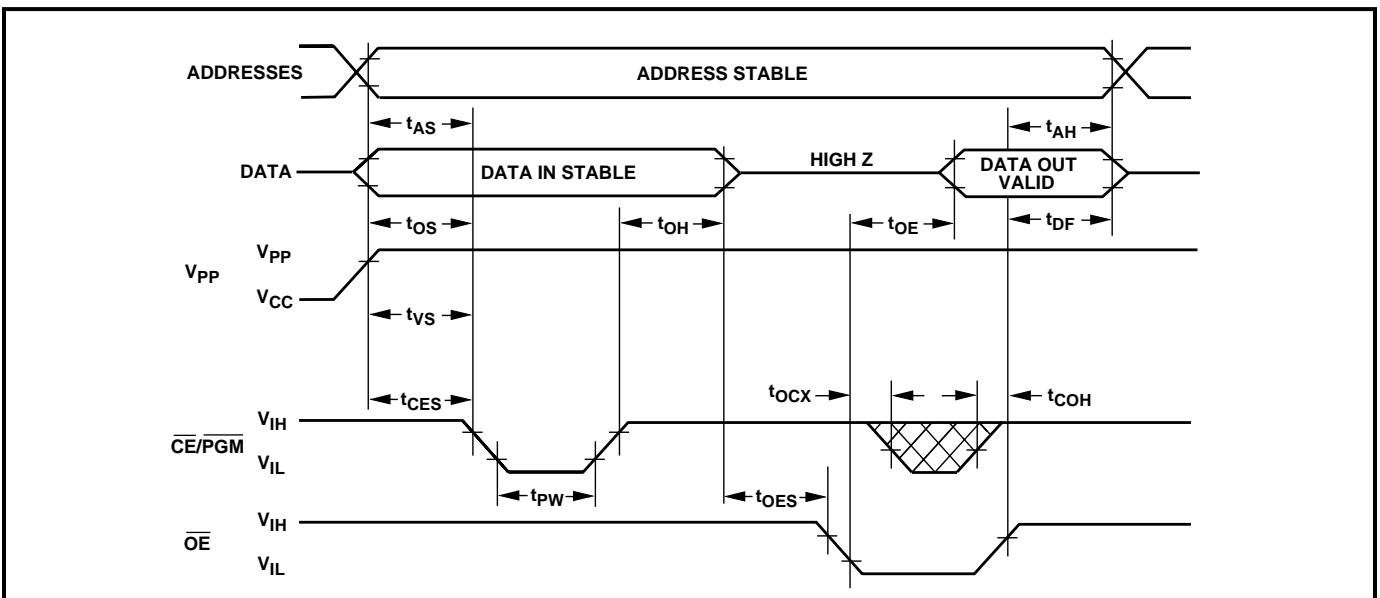 ADDRESSES
ADDRESS STABLE
tAS
tAH
DATA
DATA IN STABLE
HIGH Z
DATA OUT
VALID
tOS
tOH
tOE
tDF
VPP
VPP
VCC
tVS
tCES
tOCX
tCOH
VIH
CE/PGM
VIL
tPW
tOES
VIH
OE
VIL